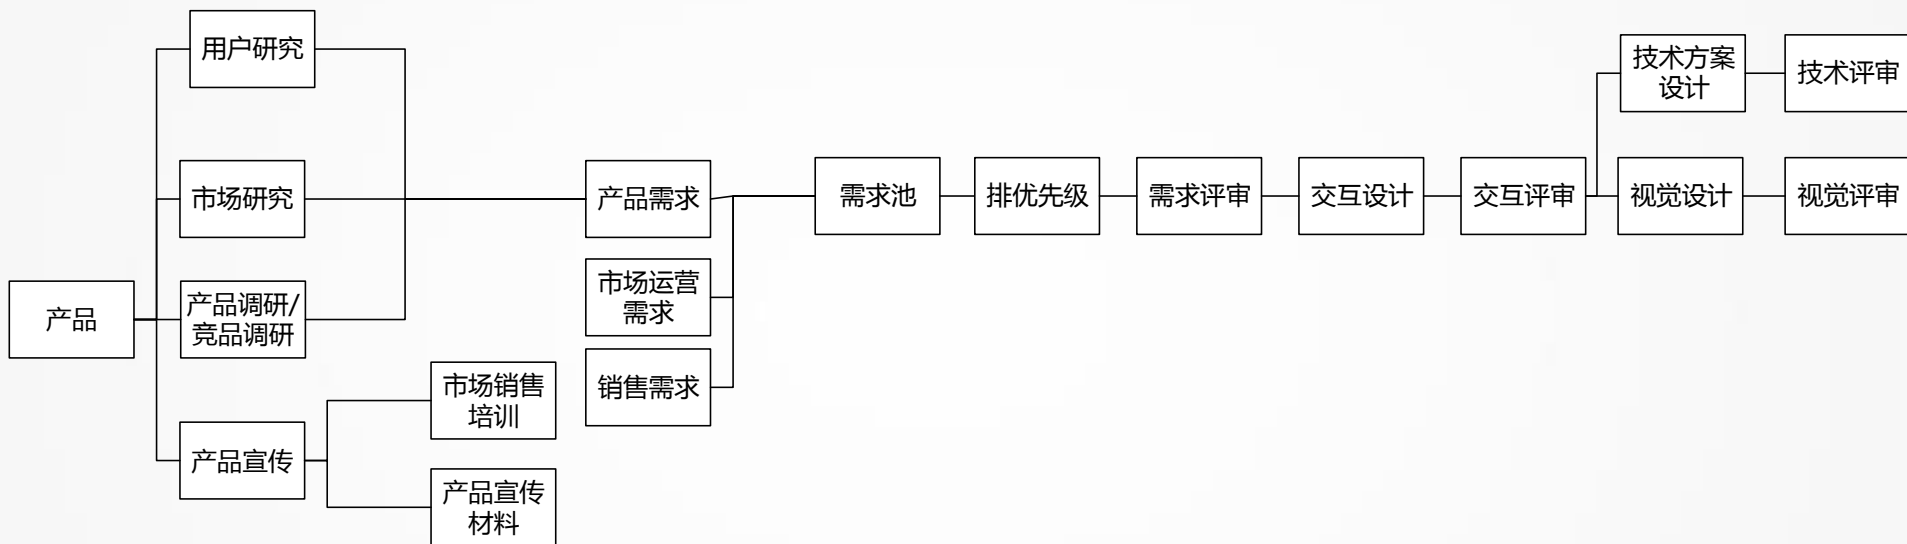 用户研究
技术方案
设计
技术评审
市场研究
产品需求
需求池
排优先级
需求评审
交互设计
交互评审
视觉设计
视觉评审
产品
产品调研/
竞品调研
市场运营
需求
市场销售
培训
销售需求
产品宣传
产品宣传
材料